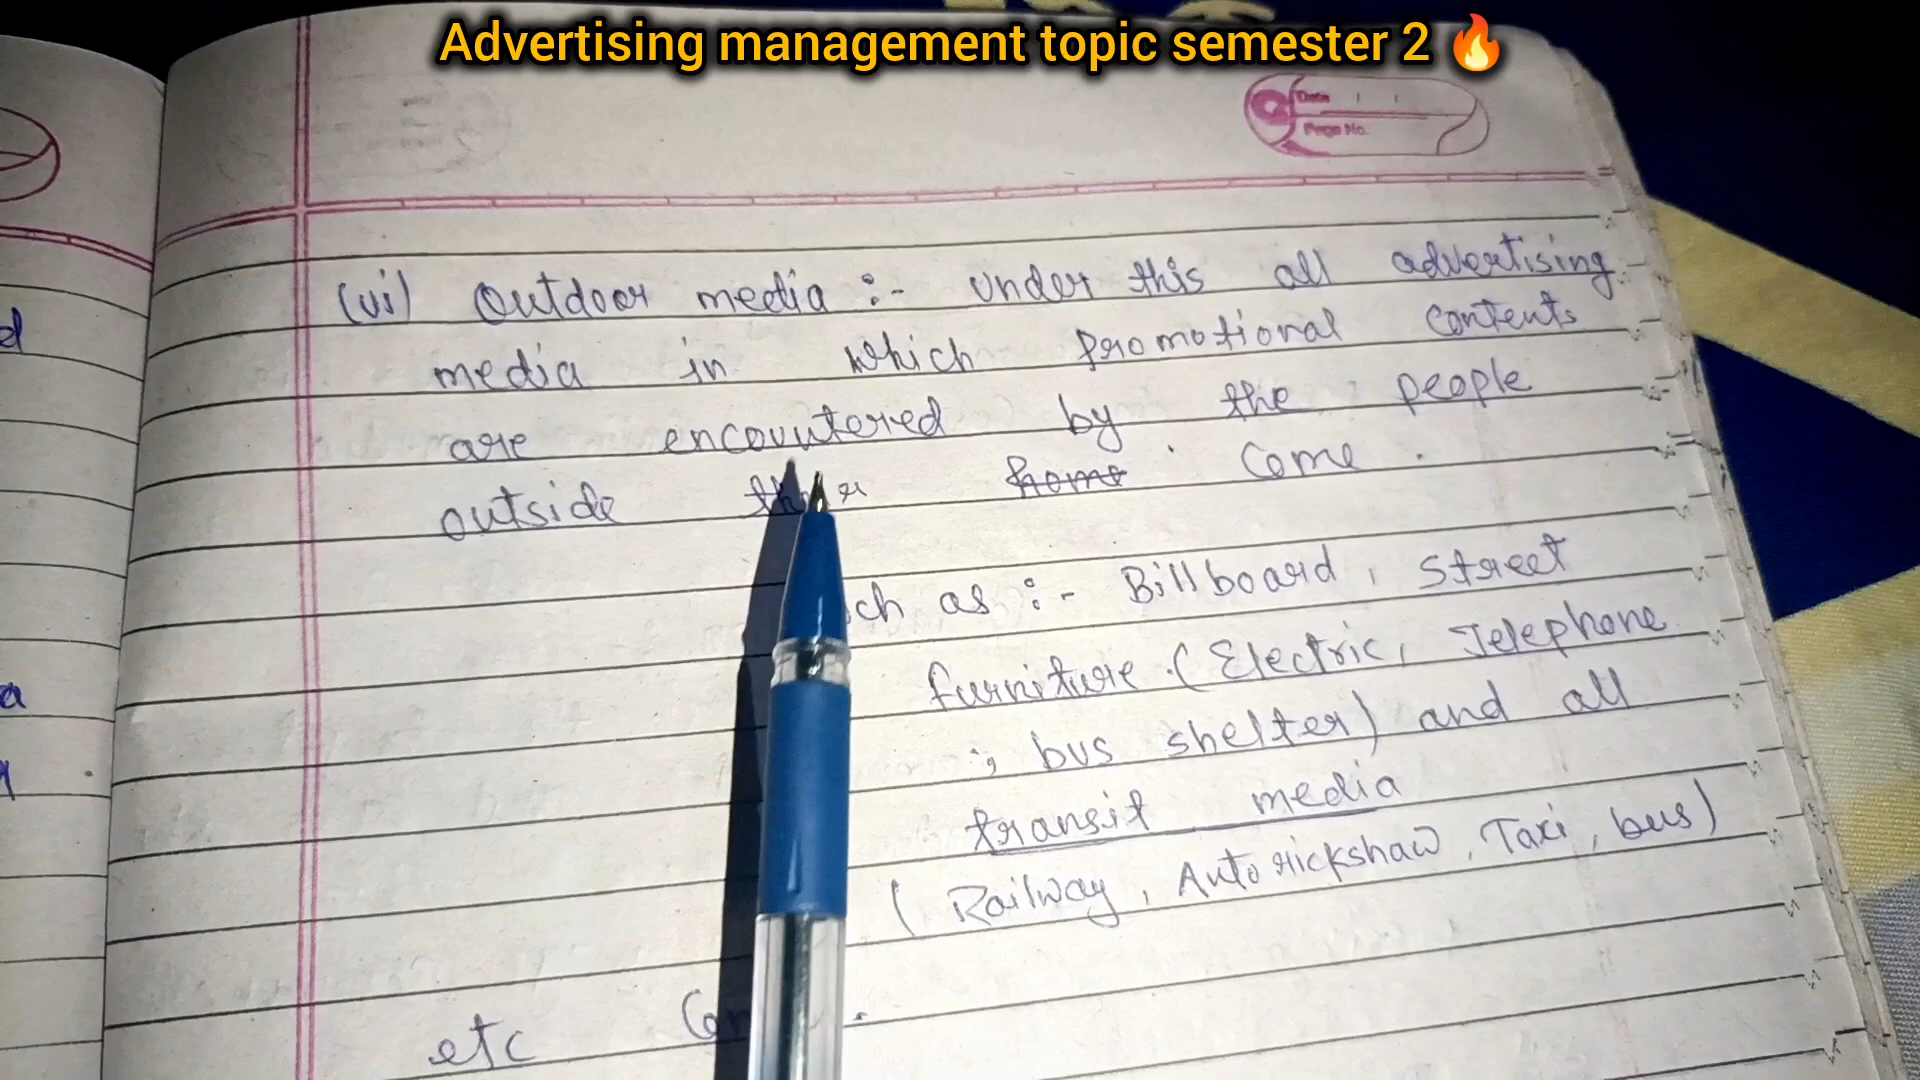 Advertising management topic semester 2 🔥
Date
Page No.
(vi) Outdoor media :- Under this all advertising
media in which promotional contents
are encountered by the people
outside home come .
as :- Billboard, street
furniture (Electric, Telephone
, bus shelter) and all
transit media
( Railway, Auto rickshaw, Taxi, bus)
etc
d
a